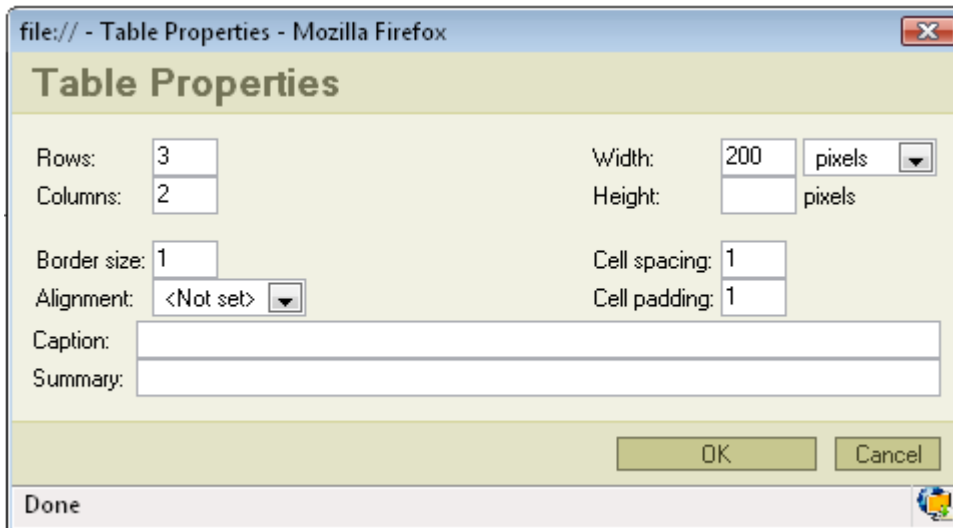 file:// - Table Properties - Mozilla Firefox
Table Properties
Rows: 3 Width: 200 pixels
Columns: 2 Height: pixels
Border size: 1 Cell spacing: 1
Alignment: <Not set> Cell padding: 1
Caption:
Summary:
OK Cancel
Done